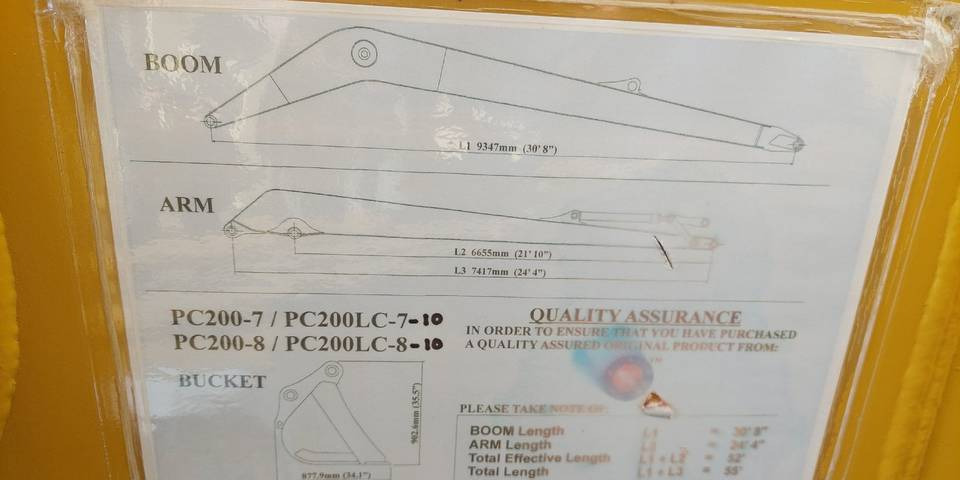 BOOM
L1 9347mm (30' 8")
ARM
L2 6655mm (21' 10")
L3 7417mm (24' 4")
PC200-7 / PC200LC-7-10
PC200-8 / PC200LC-8-10
QUALITY ASSURANCE
IN ORDER TO ENSURE THAT YOU HAVE PURCHASED
A QUALITY ASSURED ORIGINAL PRODUCT FROM:
BUCKET
902.6mm (35.5")
877.9mm (34.1")
PLEASE TAKE NOTE OF:
BOOM Length L1 = 30' 8"
ARM Length = 24' 4"
Total Effective Length L1 + L2 = 52'
Total Length L1 + L3 = 55'